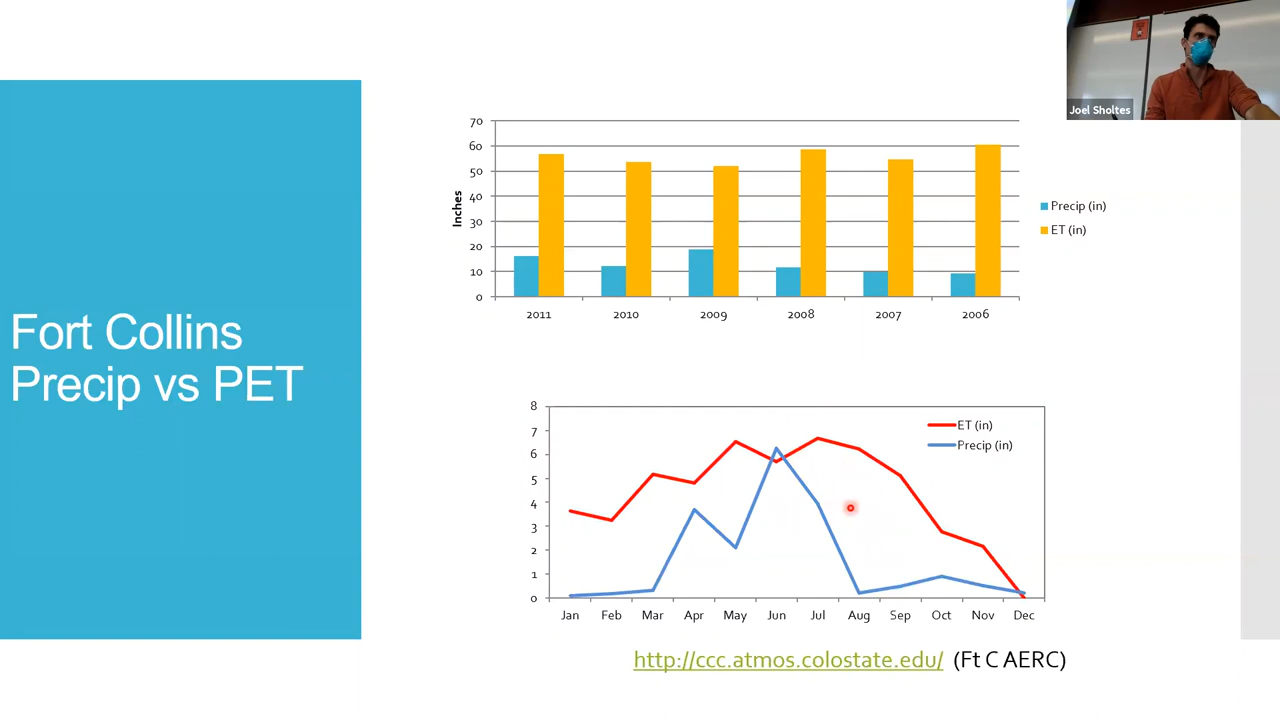 Joel Sholtes
Fort Collins
Precip vs PET
70
60
50
40
30
20
10
0
Inches
2011 2010 2009 2008 2007 2006
Precip (in)
ET (in)
8
7
6
5
4
3
2
1
0
ET (in)
Precip (in)
Jan Feb Mar Apr May Jun Jul Aug Sep Oct Nov Dec
http://ccc.atmos.colostate.edu/ (Ft C AERC)